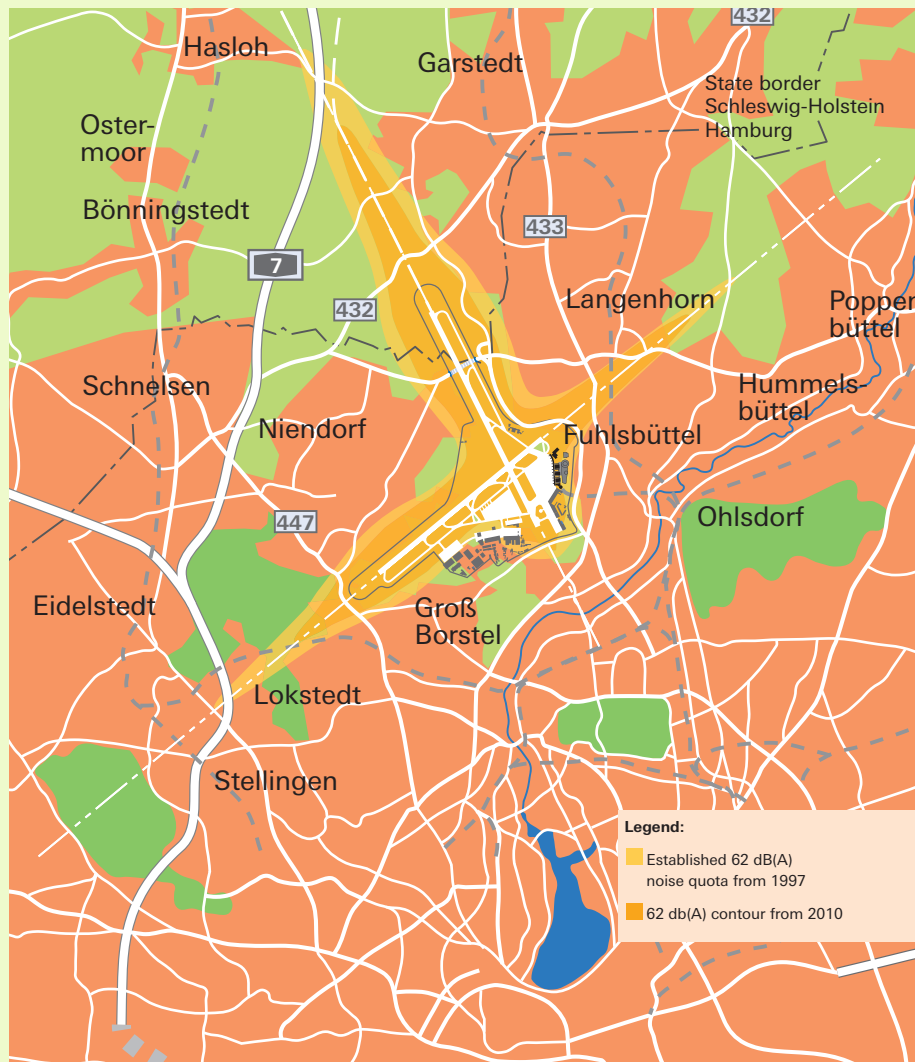 432
Hasloh
Garstedt
State border
Schleswig-Holstein
Hamburg
Oster-
moor
Bönningstedt
433
7
432
Langenhorn
Poppen
büttel
Schnelsen
Hummels-
büttel
Niendorf
Fuhlsbüttel
447
Ohlsdorf
Eidelstedt
Groß
Borstel
Lokstedt
Stellingen
Legend:
Established 62 dB(A)
noise quota from 1997
62 db(A) contour from 2010